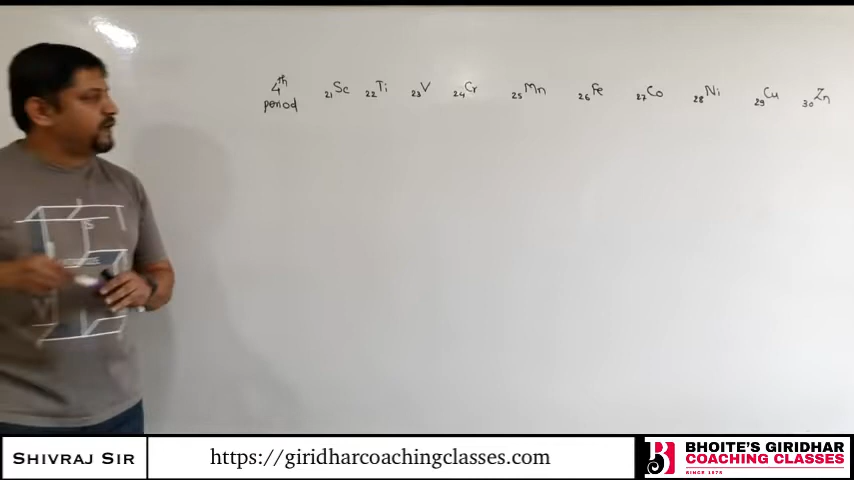 4th period 21Sc 22Ti 23V 24Cr 25Mn 26Fe 27Co 28Ni 29Cu 30Zn
SHIVRAJ SIR
https://giridharcoachingclasses.com
BHOITE'S GIRIDHAR
COACHING CLASSES
SINCE 1975